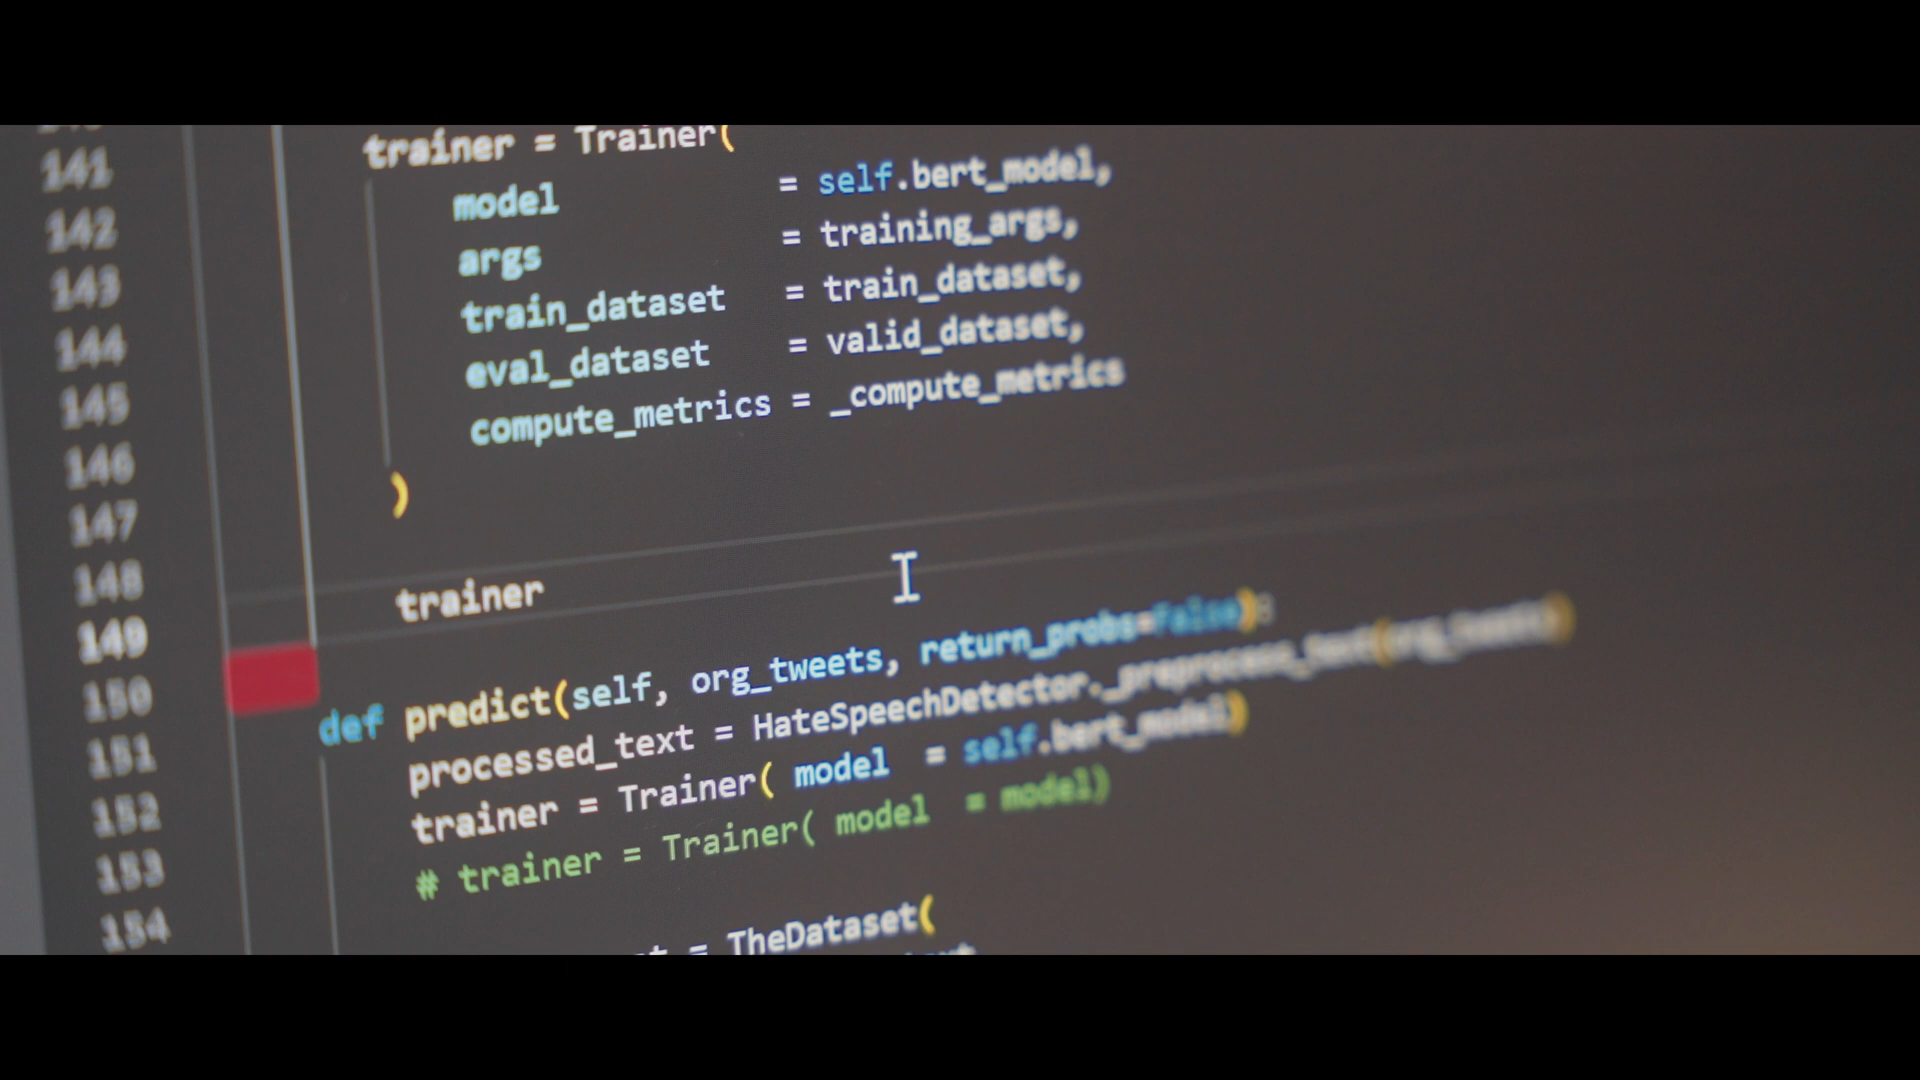 141 trainer = Trainer(
142 model = self.bert_model,
143 args = training_args,
144 train_dataset = train_dataset,
145 eval_dataset = valid_dataset,
146 compute_metrics = _compute_metrics
147 )
148
149 trainer
150
151 def predict(self, org_tweets, return_probs=False):
152 processed_text = HateSpeechDetector._preprocess_text(org_tweets)
153 trainer = Trainer( model = self.bert_model)
154 # trainer = Trainer( model = model)
= TheDataset(